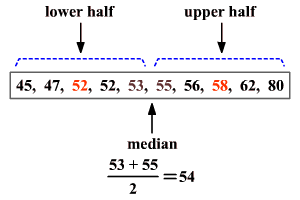 lower half upper half
45, 47, 52, 52, 53, 55, 56, 58, 62, 80
median
53 + 55
2
=54